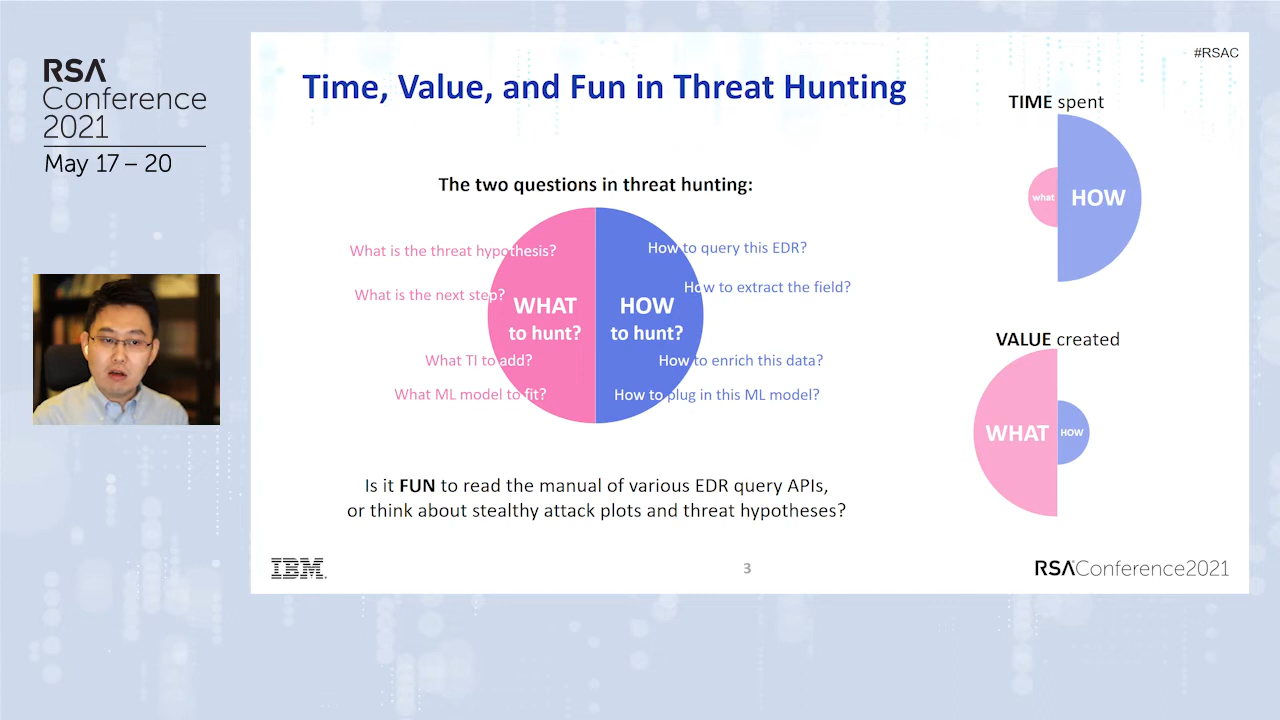 RSA
Conference
2021
May 17 – 20
#RSAC
Time, Value, and Fun in Threat Hunting
The two questions in threat hunting:
What is the threat hypothesis?
What is the next step?
WHAT
to hunt?
What TI to add?
What ML model to fit?
How to query this EDR?
How to extract the field?
HOW
to hunt?
How to enrich this data?
How to plug in this ML model?
Is it FUN to read the manual of various EDR query APIs,
or think about stealthy attack plots and threat hypotheses?
TIME spent
what HOW
VALUE created
WHAT HOW
IBM
3
RSAConference2021